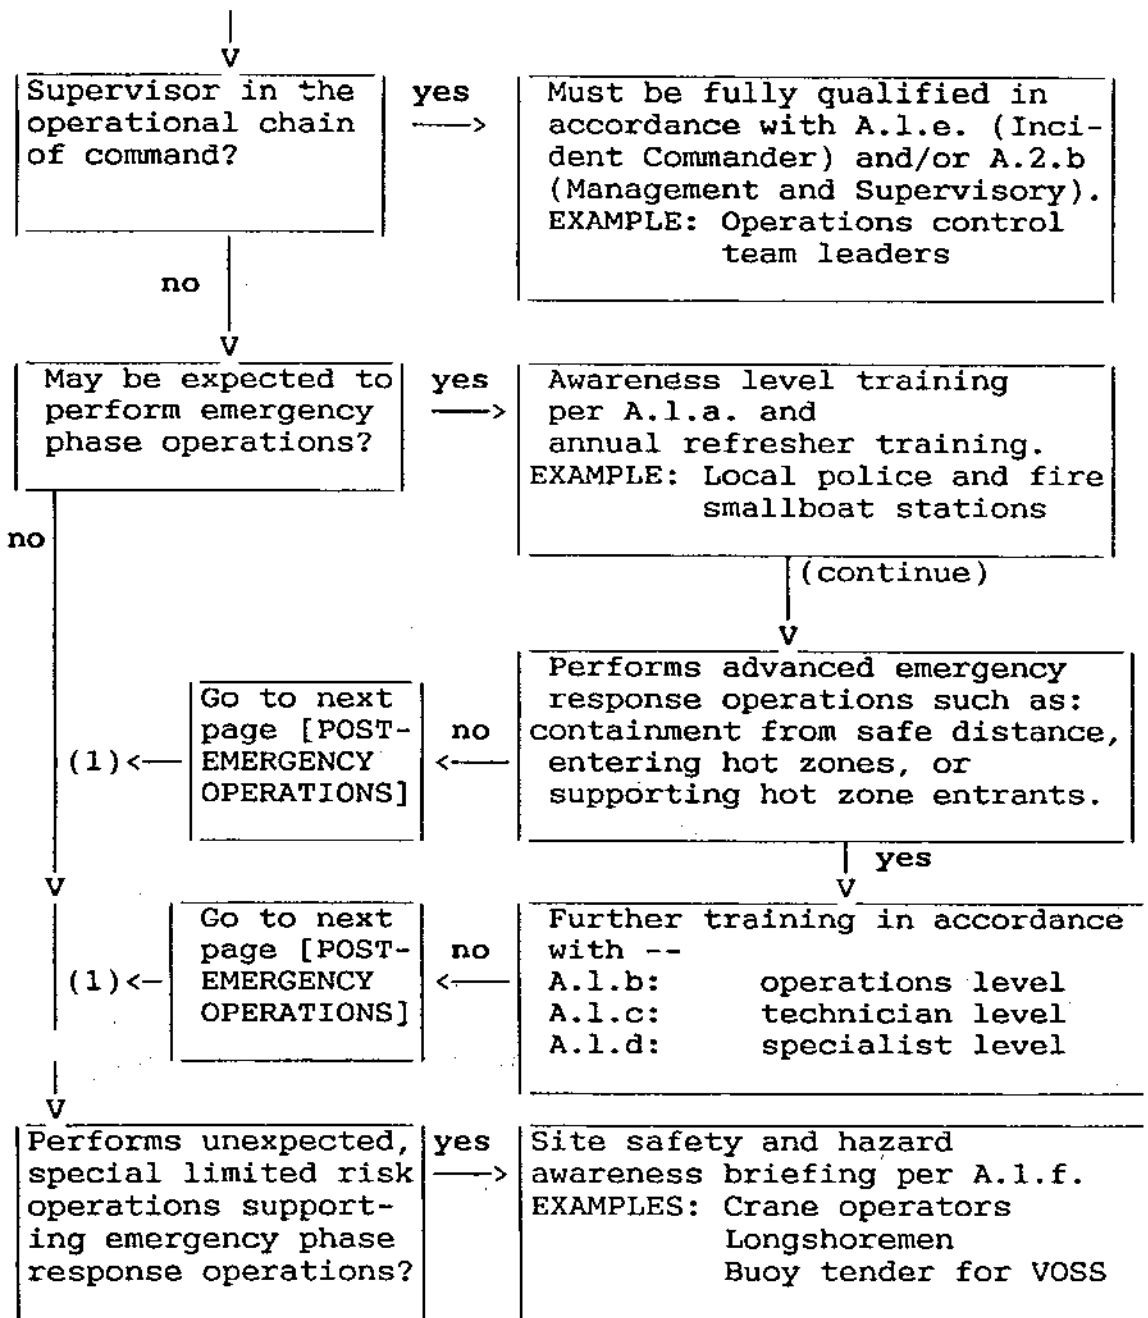 Supervisor in the
operational chain
of command?
yes
Must be fully qualified in
accordance with A.1.e. (Inci-
dent Commander) and/or A.2.b
(Management and Supervisory).
EXAMPLE: Operations control
team leaders
no
May be expected to
perform emergency
phase operations?
yes
Awareness level training
per A.1.a. and
annual refresher training.
EXAMPLE: Local police and fire
smallboat stations
no
(continue)
Performs advanced emergency
response operations such as:
containment from safe distance,
entering hot zones, or
supporting hot zone entrants.
no
Go to next
page [POST-
EMERGENCY
OPERATIONS]
(1)
yes
Further training in accordance
with --
A.1.b: operations level
A.1.c: technician level
A.1.d: specialist level
no
Go to next
page [POST-
EMERGENCY
OPERATIONS]
(1)
Performs unexpected,
special limited risk
operations support-
ing emergency phase
response operations?
yes
Site safety and hazard
awareness briefing per A.1.f.
EXAMPLES: Crane operators
Longshoremen
Buoy tender for VOSS